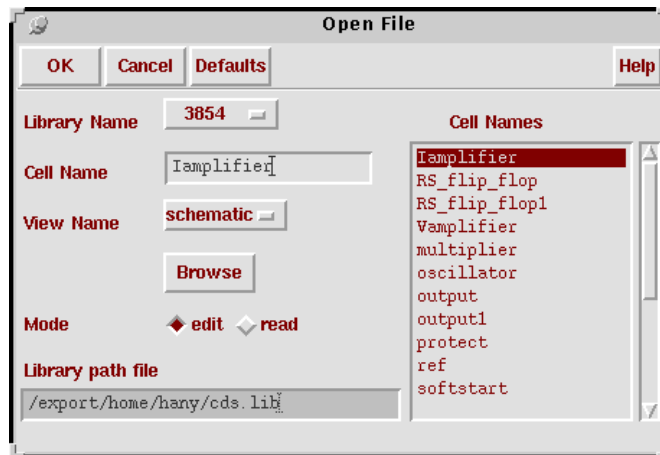 Open File
OK Cancel Defaults Help
Library Name 3854
Cell Name Iamplifier
View Name schematic
Browse
Mode edit read
Library path file
/export/home/hany/cds.lib
Cell Names
Iamplifier
RS_flip_flop
RS_flip_flop1
Vamplifier
multiplier
oscillator
output
output1
protect
ref
softstart